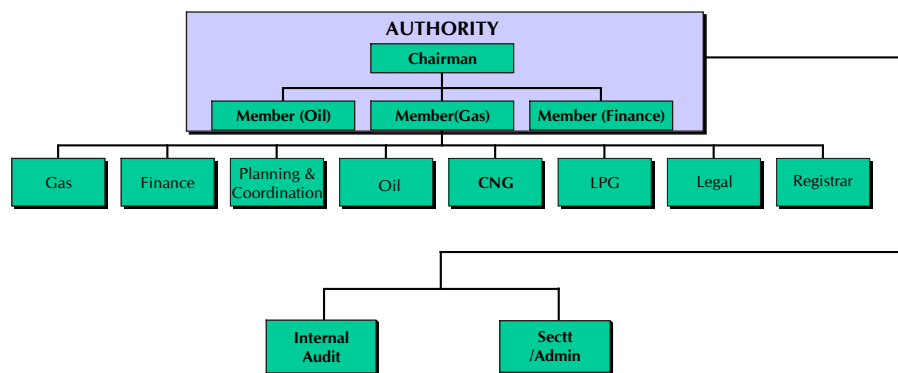 AUTHORITY
Chairman
Member (Oil)
Member(Gas)
Member (Finance)
Gas
Finance
Planning &
Coordination
Oil
CNG
LPG
Legal
Registrar
Internal
Audit
Sectt
/Admin